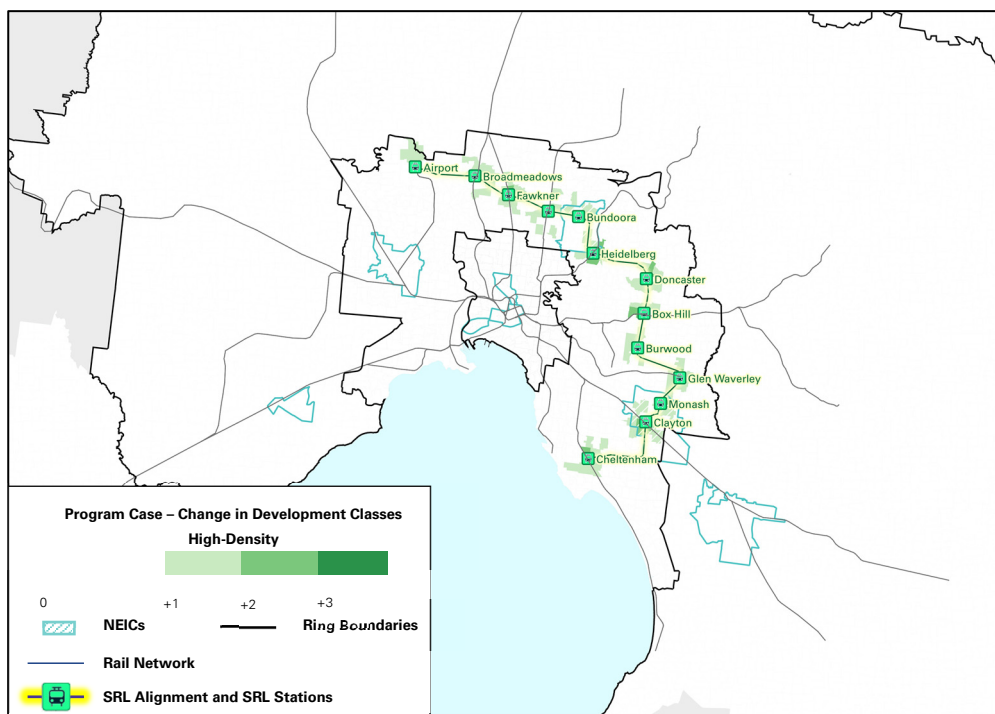 Airport
Broadmeadows
Fawkner
Bundoora
Heidelberg
Doncaster
Box Hill
Burwood
Glen Waverley
Monash
Clayton
Cheltenham
Program Case – Change in Development Classes
High-Density
0 +1 +2 +3
NEICs Ring Boundaries
Rail Network
SRL Alignment and SRL Stations